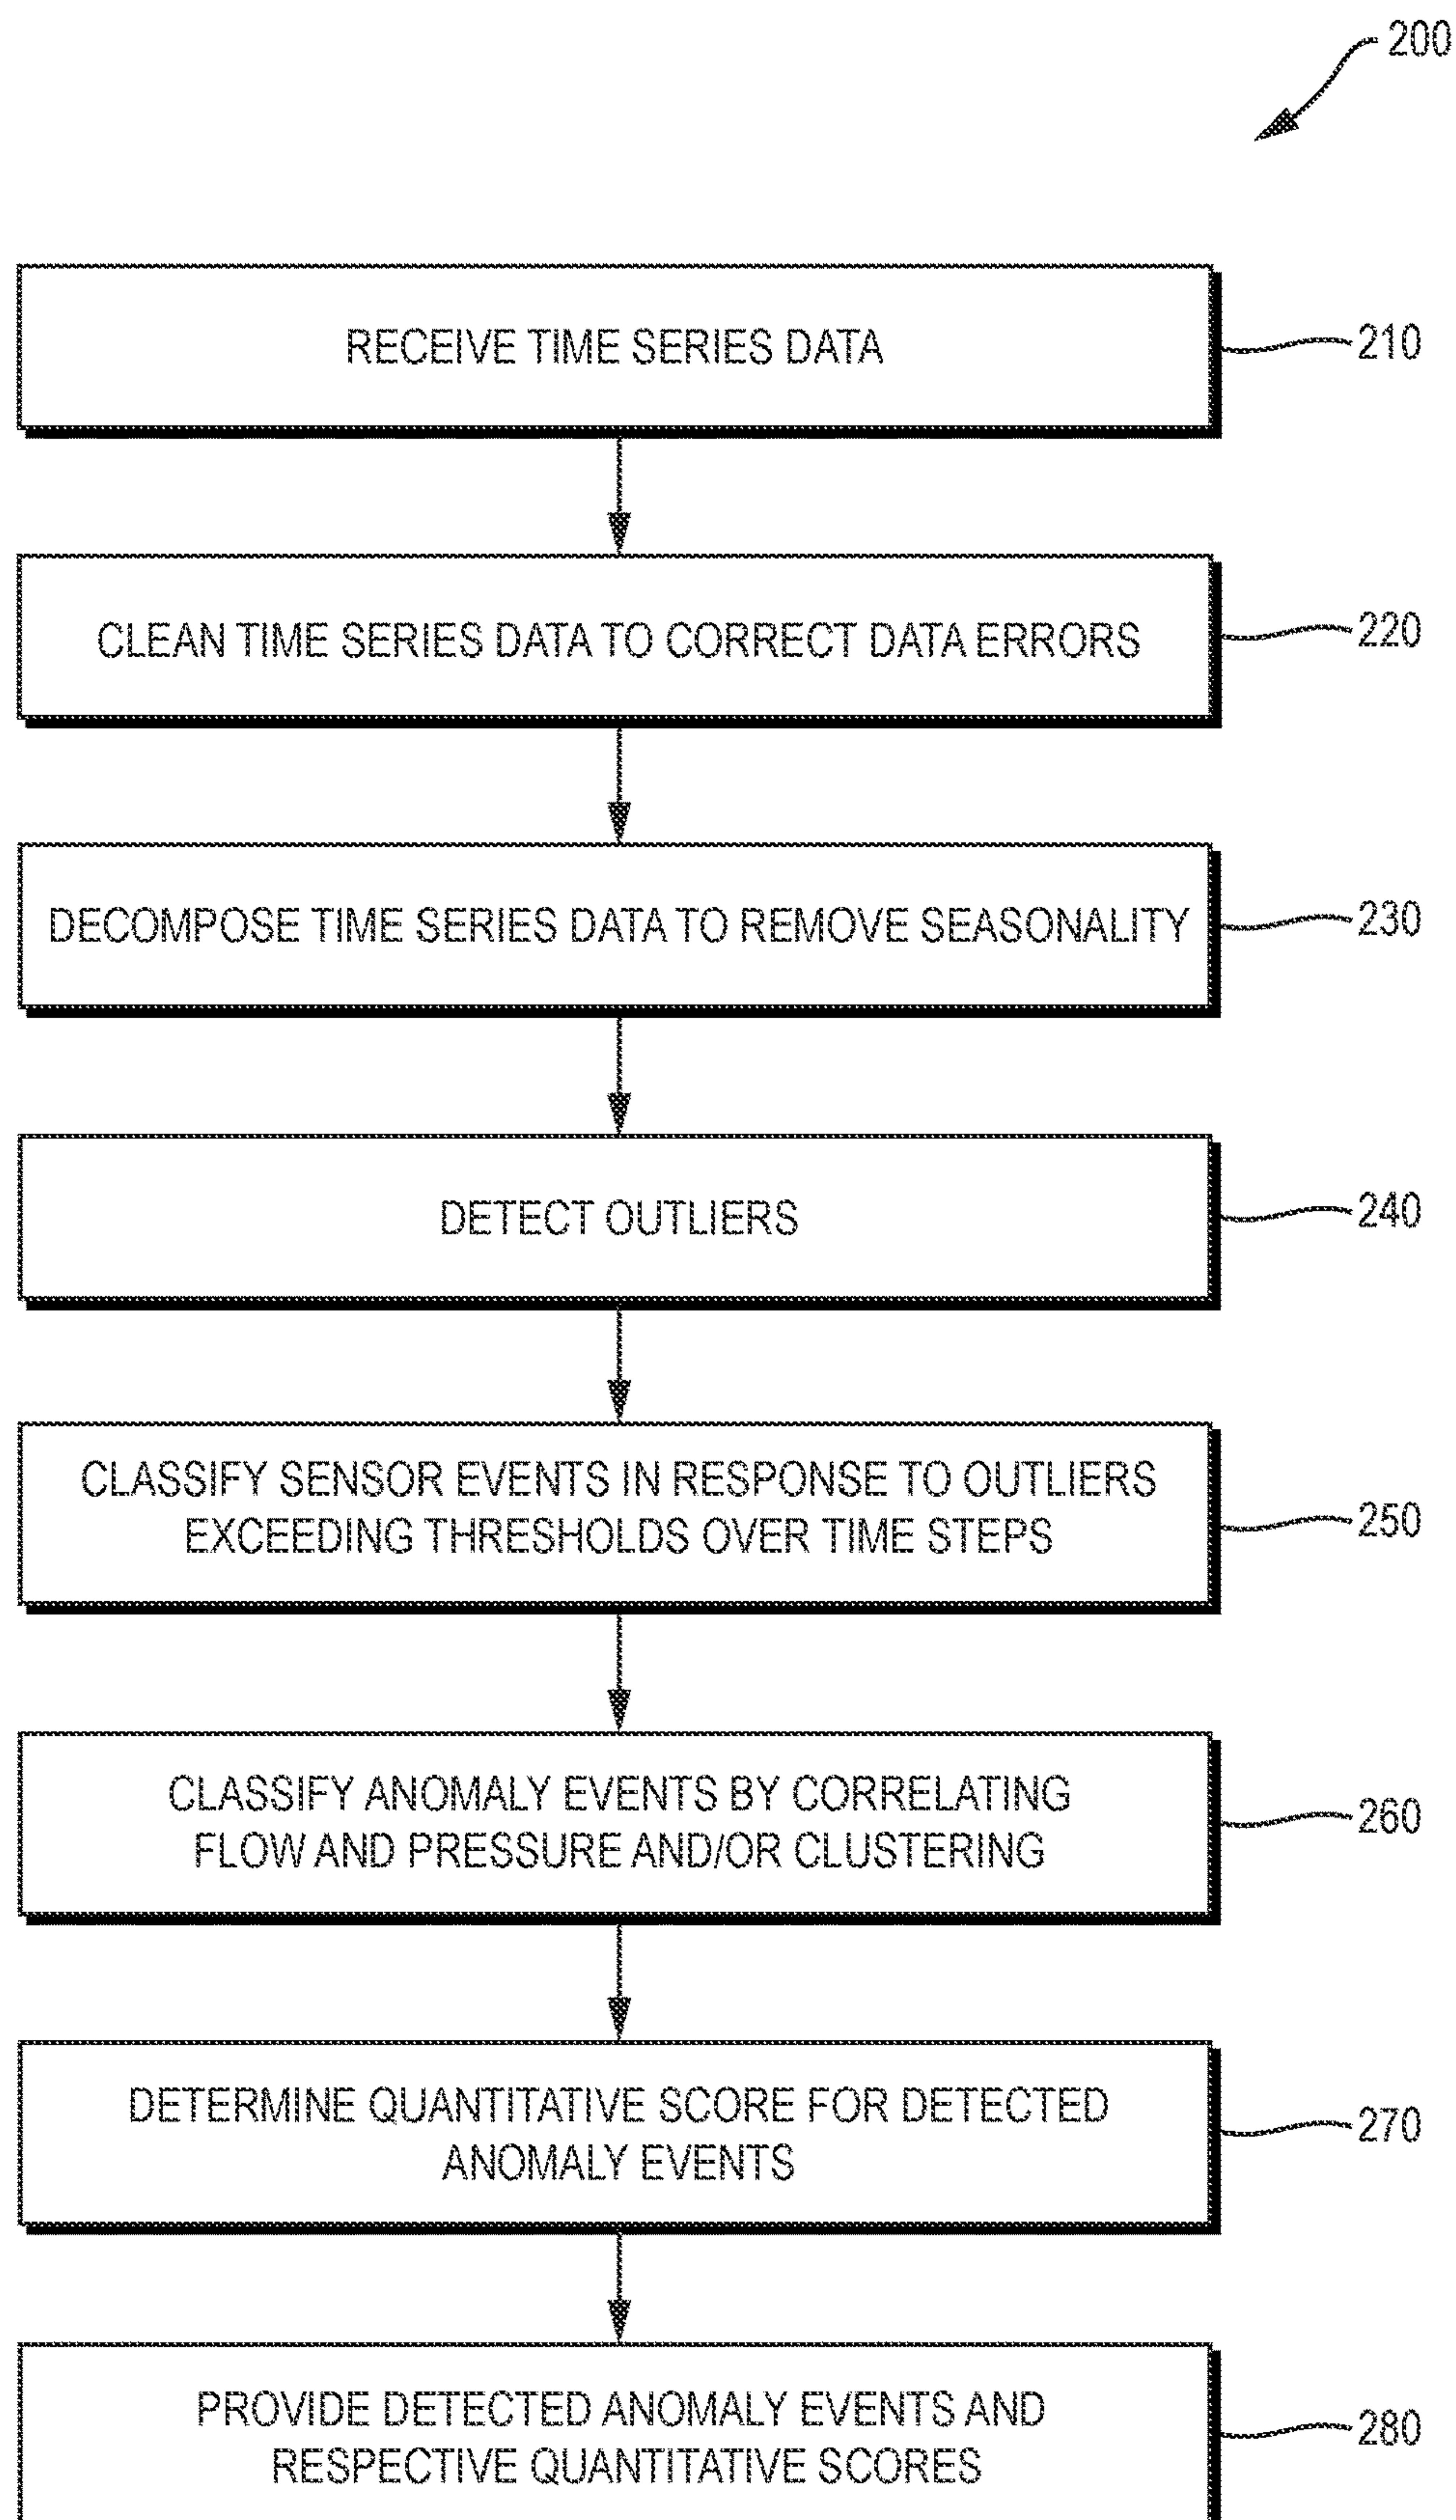 200
RECEIVE TIME SERIES DATA
210
CLEAN TIME SERIES DATA TO CORRECT DATA ERRORS
220
DECOMPOSE TIME SERIES DATA TO REMOVE SEASONALITY
230
DETECT OUTLIERS
240
CLASSIFY SENSOR EVENTS IN RESPONSE TO OUTLIERS
EXCEEDING THRESHOLDS OVER TIME STEPS
250
CLASSIFY ANOMALY EVENTS BY CORRELATING
FLOW AND PRESSURE AND/OR CLUSTERING
260
DETERMINE QUANTITATIVE SCORE FOR DETECTED
ANOMALY EVENTS
270
PROVIDE DETECTED ANOMALY EVENTS AND
RESPECTIVE QUANTITATIVE SCORES
280